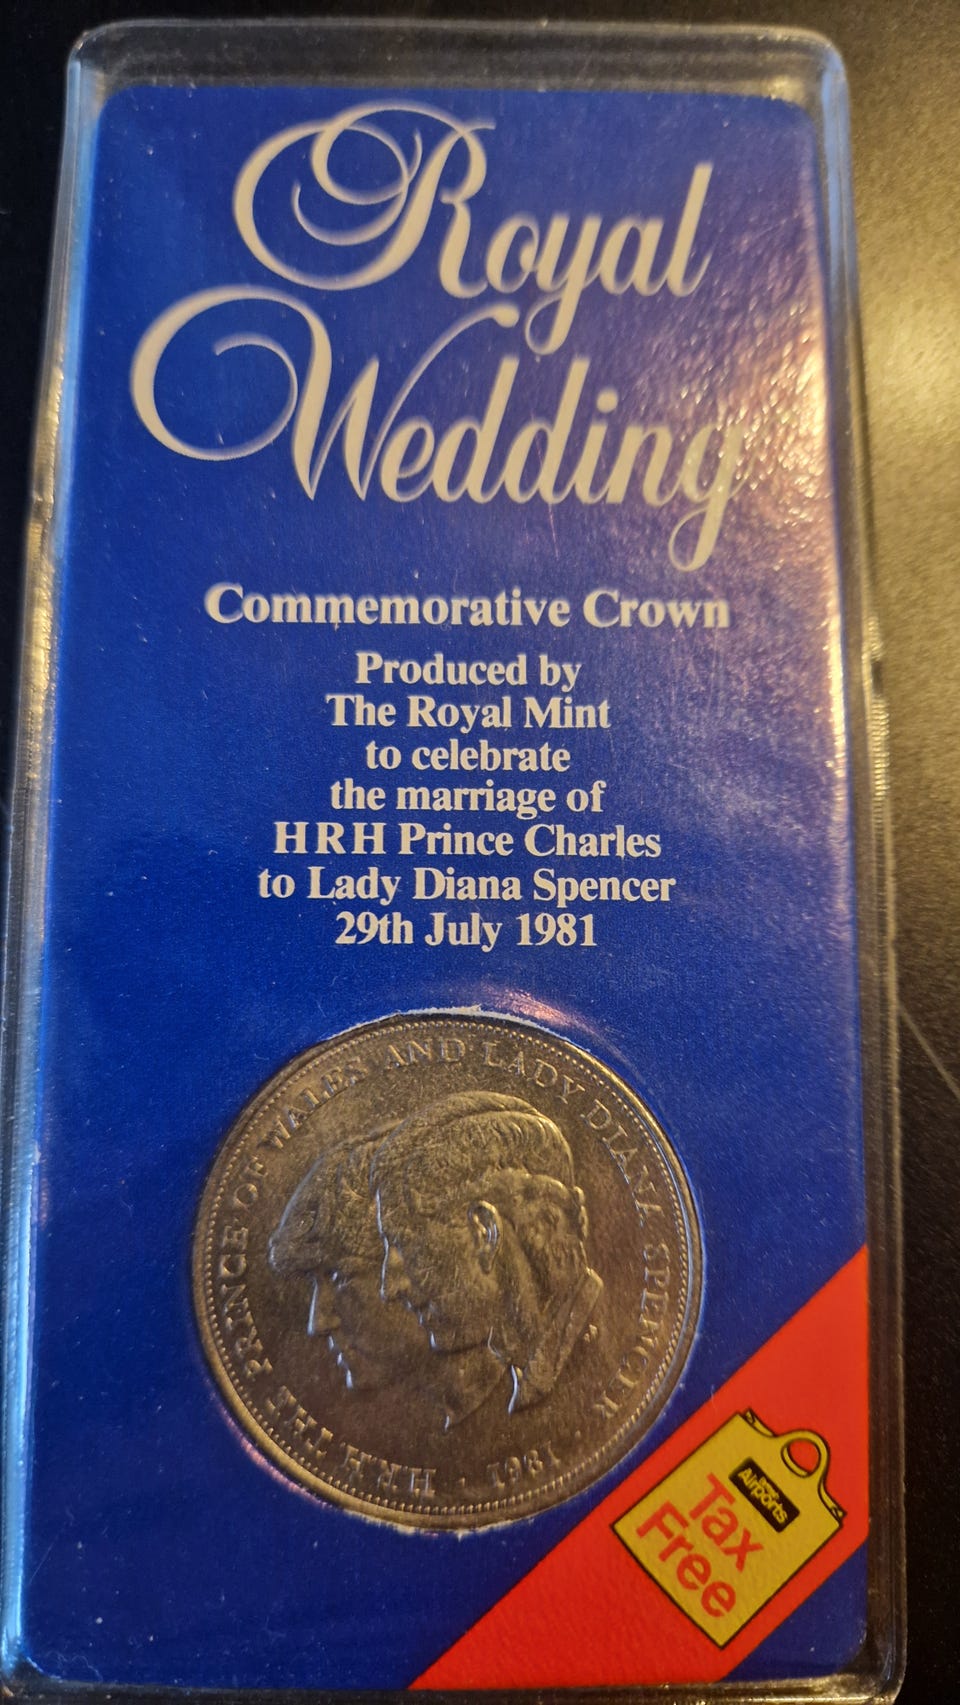 Royal
Wedding
Commemorative Crown
Produced by
The Royal Mint
to celebrate
the marriage of
HRH Prince Charles
to Lady Diana Spencer
29th July 1981
H.R.H. THE PRINCE OF WALES AND LADY DIANA SPENCER · 1981 ·
Airports
Tax
Free